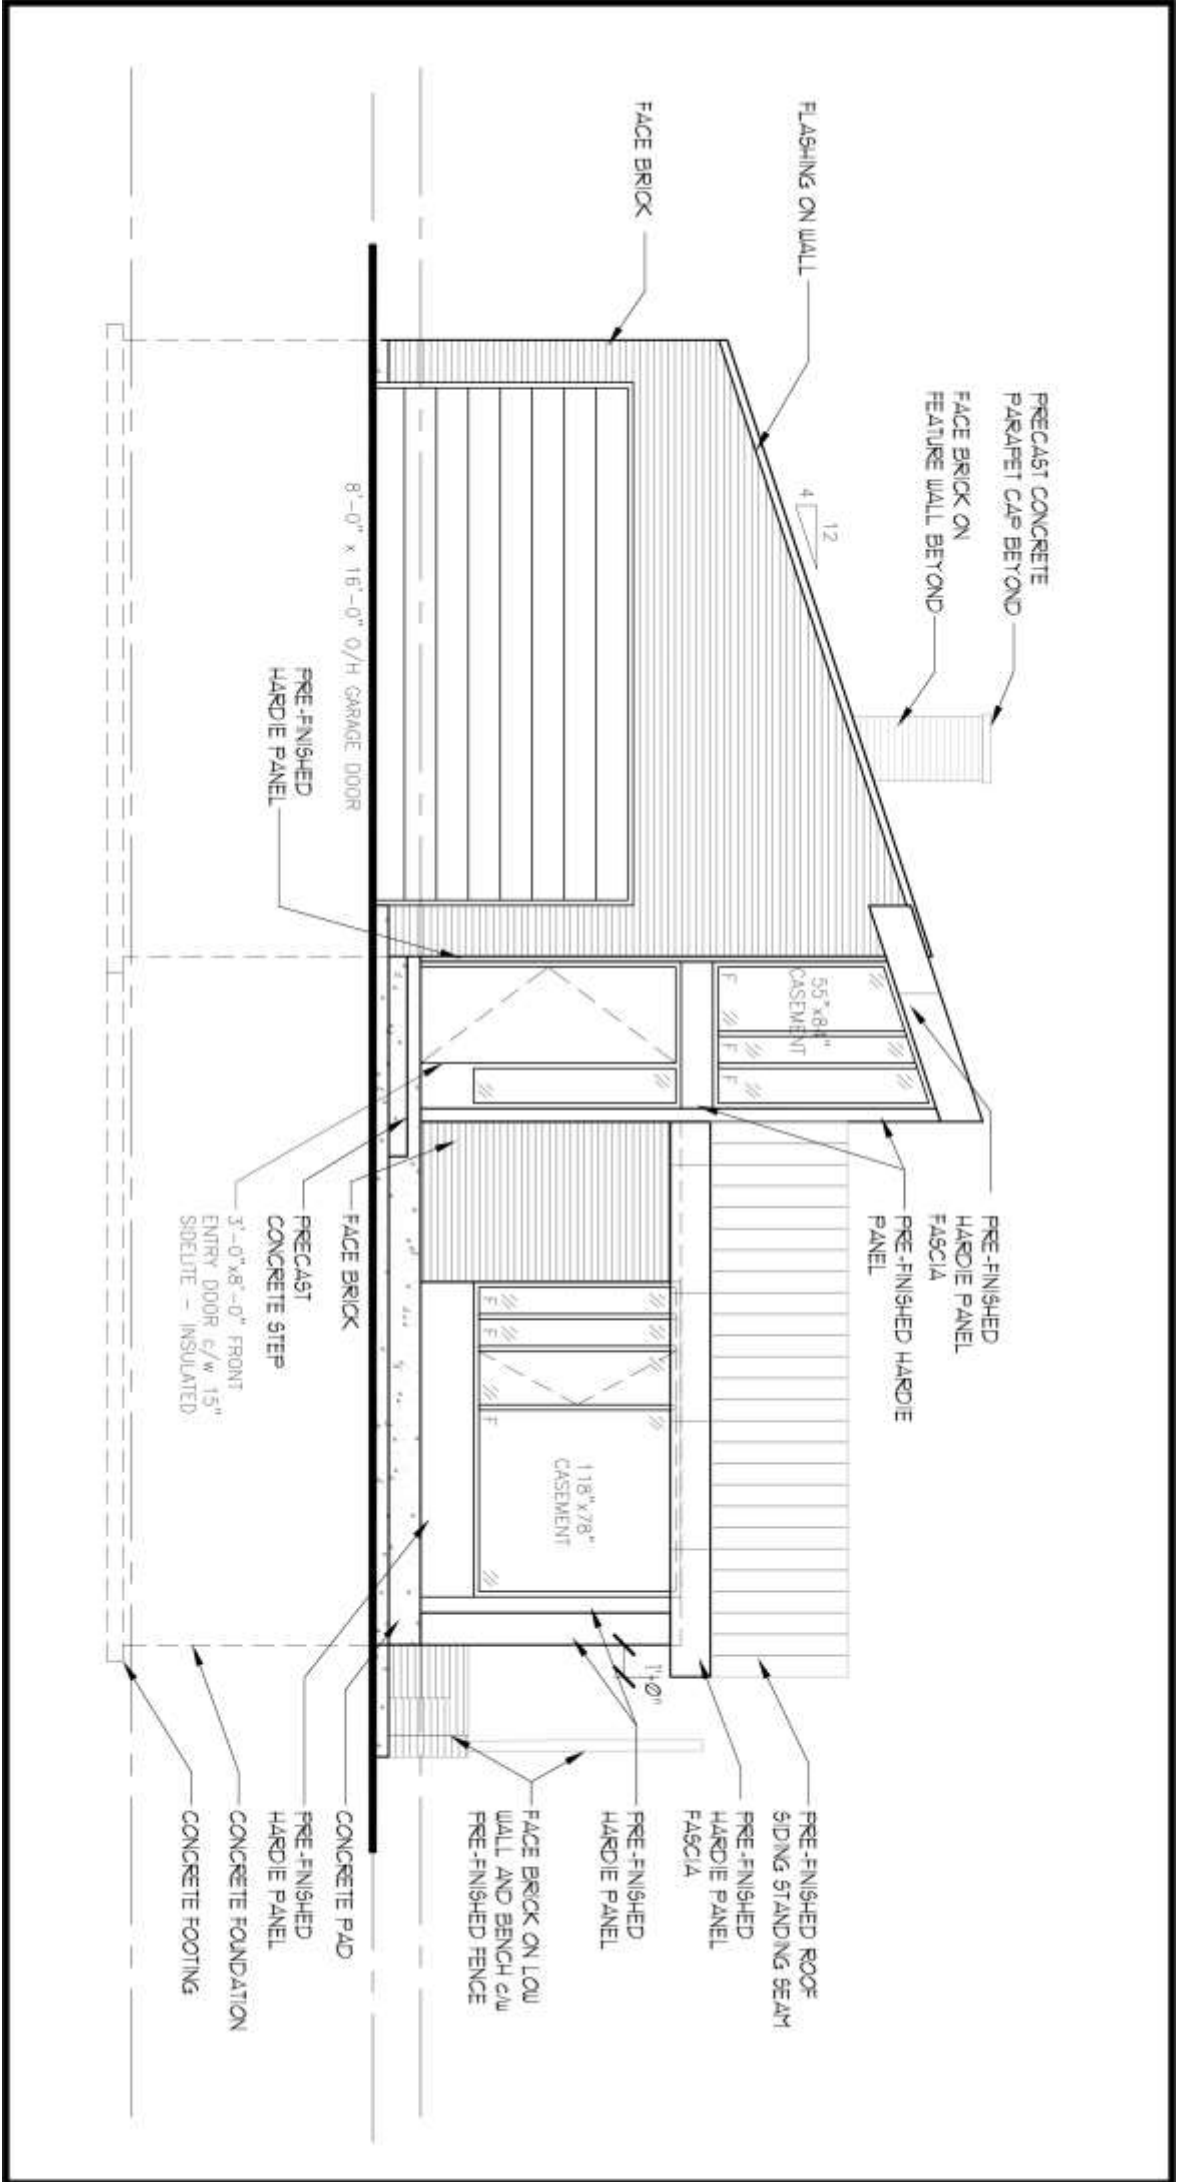 PRECAST CONCRETE
PARAPET CAP BEYOND
FACE BRICK ON
FEATURE WALL BEYOND
FLASHING ON WALL
FACE BRICK
12
4
8'-0" x 16'-0" O/H GARAGE DOOR
PRE-FINISHED
HARDIE PANEL
55"x84"
CASEMENT
F
F
F
PRE-FINISHED
HARDIE PANEL
FASCIA
PRE-FINISHED HARDIE
PANEL
FACE BRICK
PRECAST
CONCRETE STEP
3'-0"x8'-0" FRONT
ENTRY DOOR c/w 15"
SIDELITE - INSULATED
F
F
F
118"x78"
CASEMENT
1'-0"
PRE-FINISHED ROOF
SIDING STANDING SEAM
PRE-FINISHED
HARDIE PANEL
FASCIA
PRE-FINISHED
HARDIE PANEL
FACE BRICK ON LOW
WALL AND BENCH c/w
PRE-FINISHED FENCE
CONCRETE PAD
PRE-FINISHED
HARDIE PANEL
CONCRETE FOUNDATION
CONCRETE FOOTING